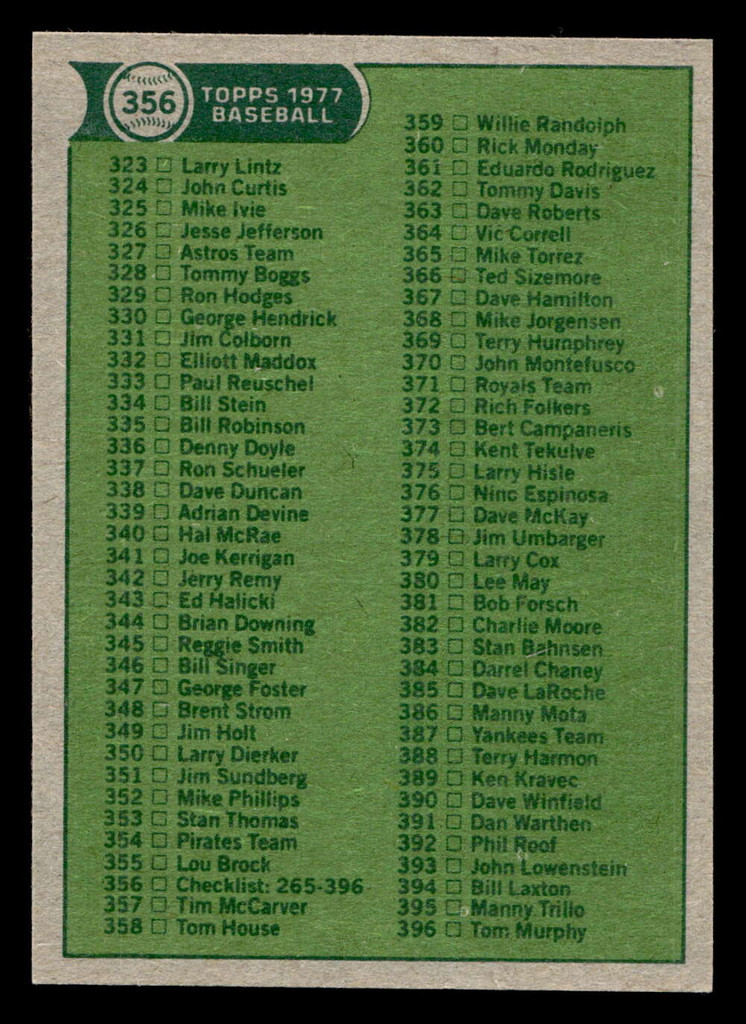 356
TOPPS 1977
BASEBALL
323 Larry Lintz
324 John Curtis
325 Mike Ivie
326 Jesse Jefferson
327 Astros Team
328 Tommy Boggs
329 Ron Hodges
330 George Hendrick
331 Jim Colborn
332 Elliott Maddox
333 Paul Reuschel
334 Bill Stein
335 Bill Robinson
336 Denny Doyle
337 Ron Schueler
338 Dave Duncan
339 Adrian Devine
340 Hal McRae
341 Joe Kerrigan
342 Jerry Remy
343 Ed Halicki
344 Brian Downing
345 Reggie Smith
346 Bill Singer
347 George Foster
348 Brent Strom
349 Jim Holt
350 Larry Dierker
351 Jim Sundberg
352 Mike Phillips
353 Stan Thomas
354 Pirates Team
355 Lou Brock
356 Checklist: 265-396
357 Tim McCarver
358 Tom House
359 Willie Randolph
360 Rick Monday
361 Eduardo Rodriguez
362 Tommy Davis
363 Dave Roberts
364 Vic Correll
365 Mike Torrez
366 Ted Sizemore
367 Dave Hamilton
368 Mike Jorgensen
369 Terry Humphrey
370 John Montefusco
371 Royals Team
372 Rich Folkers
373 Bert Campaneris
374 Kent Tekulve
375 Larry Hisle
376 Nino Espinosa
377 Dave McKay
378 Jim Umbarger
379 Larry Cox
380 Lee May
381 Bob Forsch
382 Charlie Moore
383 Stan Bahnsen
384 Darrel Chaney
385 Dave LaRoche
386 Manny Mota
387 Yankees Team
388 Terry Harmon
389 Ken Kravec
390 Dave Winfield
391 Dan Warthen
392 Phil Roof
393 John Lowenstein
394 Bill Laxton
395 Manny Trillo
396 Tom Murphy